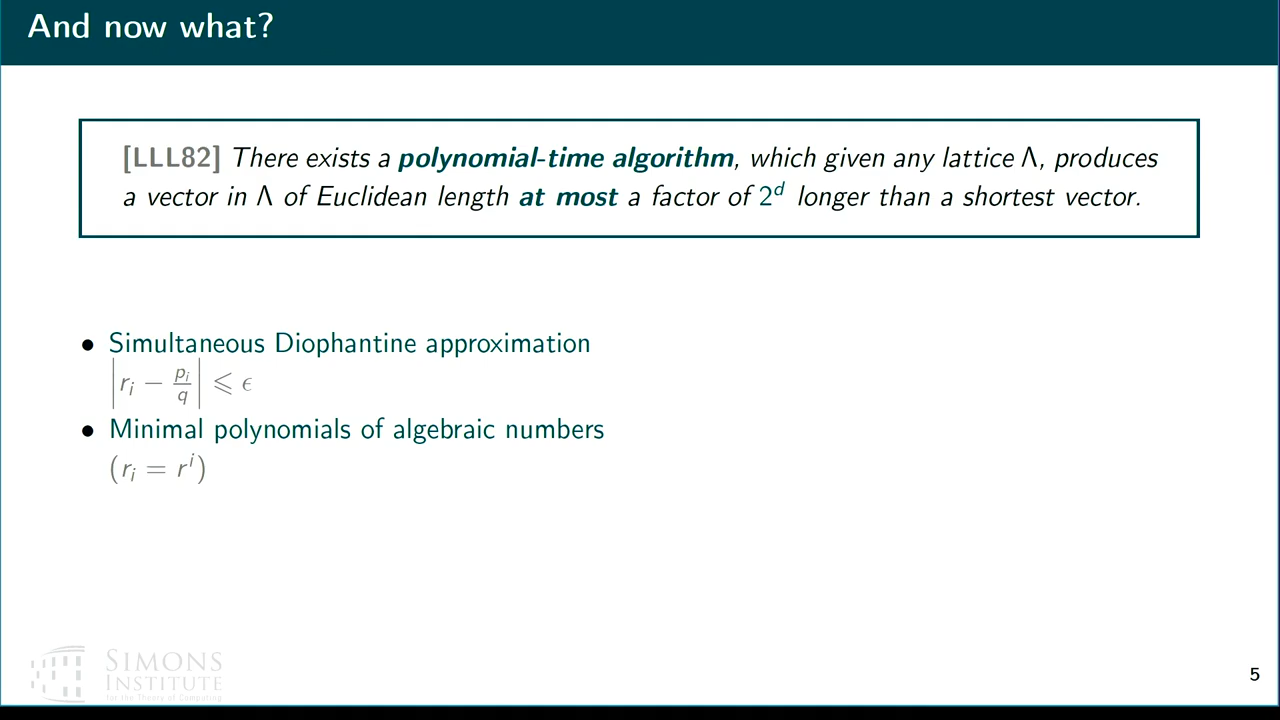 And now what?
[LLL82] There exists a polynomial-time algorithm, which given any lattice Λ, produces
a vector in Λ of Euclidean length at most a factor of 2^d longer than a shortest vector.
• Simultaneous Diophantine approximation
|r_i − p_i/q| ⩽ ϵ
• Minimal polynomials of algebraic numbers
(r_i = r^i)
SIMONS
INSTITUTE
for the Theory of Computing
5